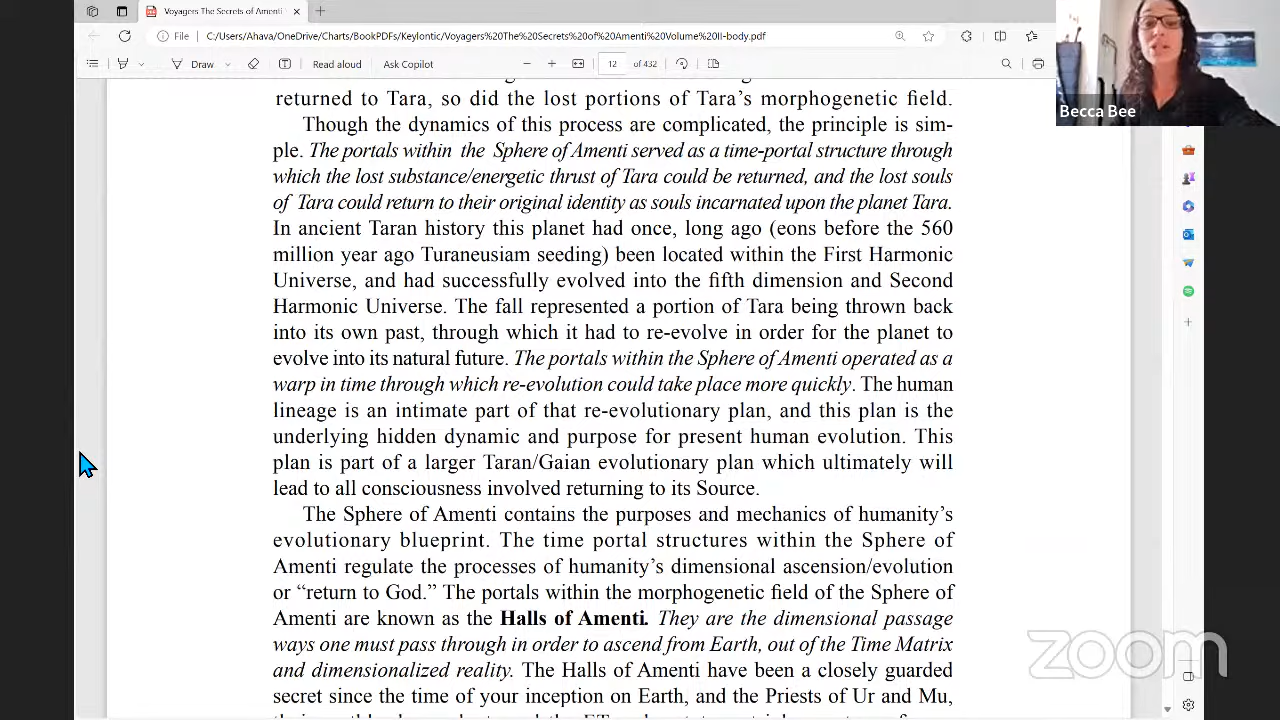 Voyagers The Secrets of Amenti
File
C:/Users/Ahava/OneDrive/Charts/BookPDFs/Keylontic/Voyagers%20The%20Secrets%20of%20Amenti%20Volume%20II-body.pdf
Draw
Read aloud
Ask Copilot
12 of 432
Becca Bee
returned to Tara, so did the lost portions of Tara's morphogenetic field.
Though the dynamics of this process are complicated, the principle is sim-
ple. The portals within the Sphere of Amenti served as a time-portal structure through
which the lost substance/energetic thrust of Tara could be returned, and the lost souls
of Tara could return to their original identity as souls incarnated upon the planet Tara.
In ancient Taran history this planet had once, long ago (eons before the 560
million year ago Turaneusiam seeding) been located within the First Harmonic
Universe, and had successfully evolved into the fifth dimension and Second
Harmonic Universe. The fall represented a portion of Tara being thrown back
into its own past, through which it had to re-evolve in order for the planet to
evolve into its natural future. The portals within the Sphere of Amenti operated as a
warp in time through which re-evolution could take place more quickly. The human
lineage is an intimate part of that re-evolutionary plan, and this plan is the
underlying hidden dynamic and purpose for present human evolution. This
plan is part of a larger Taran/Gaian evolutionary plan which ultimately will
lead to all consciousness involved returning to its Source.
The Sphere of Amenti contains the purposes and mechanics of humanity's
evolutionary blueprint. The time portal structures within the Sphere of
Amenti regulate the processes of humanity's dimensional ascension/evolution
or "return to God." The portals within the morphogenetic field of the Sphere of
Amenti are known as the Halls of Amenti. They are the dimensional passage
ways one must pass through in order to ascend from Earth, out of the Time Matrix
and dimensionalized reality. The Halls of Amenti have been a closely guarded
secret since the time of your inception on Earth, and the Priests of Ur and Mu,
zoom